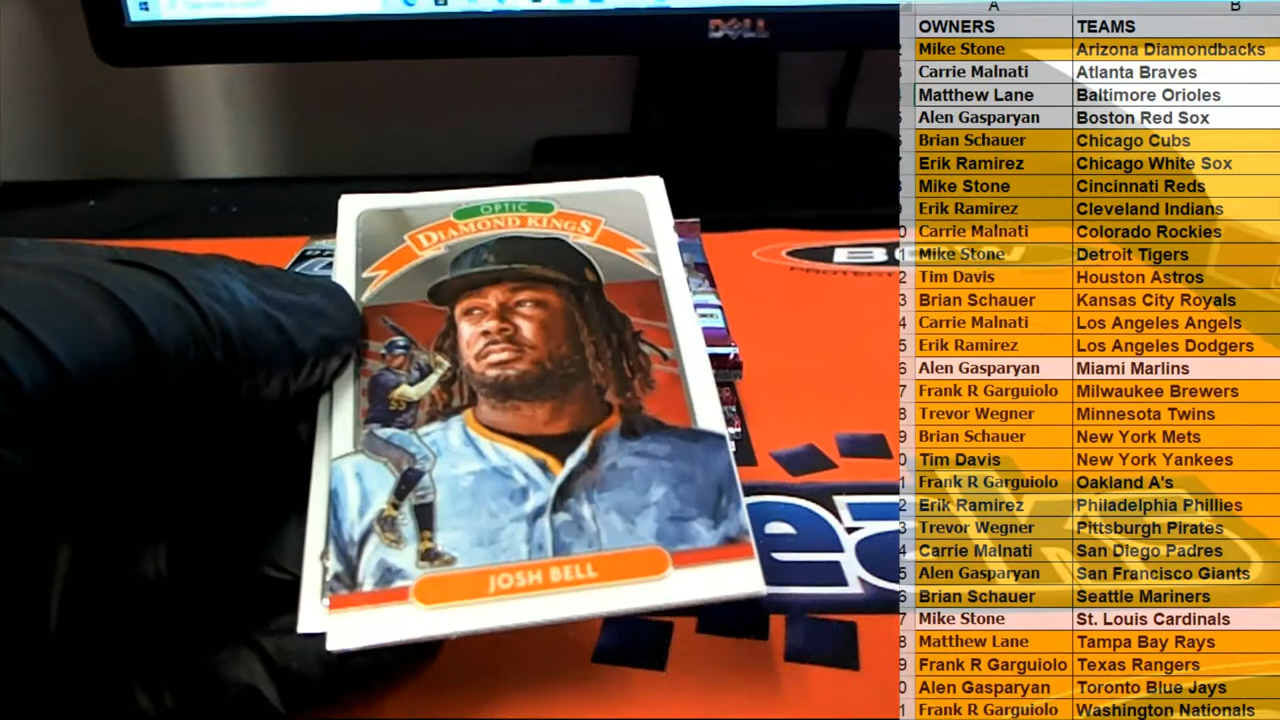 DELL
OPTIC
DIAMOND KINGS
55
JOSH BELL
A B
OWNERS TEAMS
Mike Stone Arizona Diamondbacks
Carrie Malnati Atlanta Braves
Matthew Lane Baltimore Orioles
Alen Gasparyan Boston Red Sox
Brian Schauer Chicago Cubs
Erik Ramirez Chicago White Sox
Mike Stone Cincinnati Reds
Erik Ramirez Cleveland Indians
Carrie Malnati Colorado Rockies
Mike Stone Detroit Tigers
Tim Davis Houston Astros
Brian Schauer Kansas City Royals
Carrie Malnati Los Angeles Angels
Erik Ramirez Los Angeles Dodgers
Alen Gasparyan Miami Marlins
Frank R Garguiolo Milwaukee Brewers
Trevor Wegner Minnesota Twins
Brian Schauer New York Mets
Tim Davis New York Yankees
Frank R Garguiolo Oakland A's
Erik Ramirez Philadelphia Phillies
Trevor Wegner Pittsburgh Pirates
Carrie Malnati San Diego Padres
Alen Gasparyan San Francisco Giants
Brian Schauer Seattle Mariners
Mike Stone St. Louis Cardinals
Matthew Lane Tampa Bay Rays
Frank R Garguiolo Texas Rangers
Alen Gasparyan Toronto Blue Jays
Frank R Garguiolo Washington Nationals